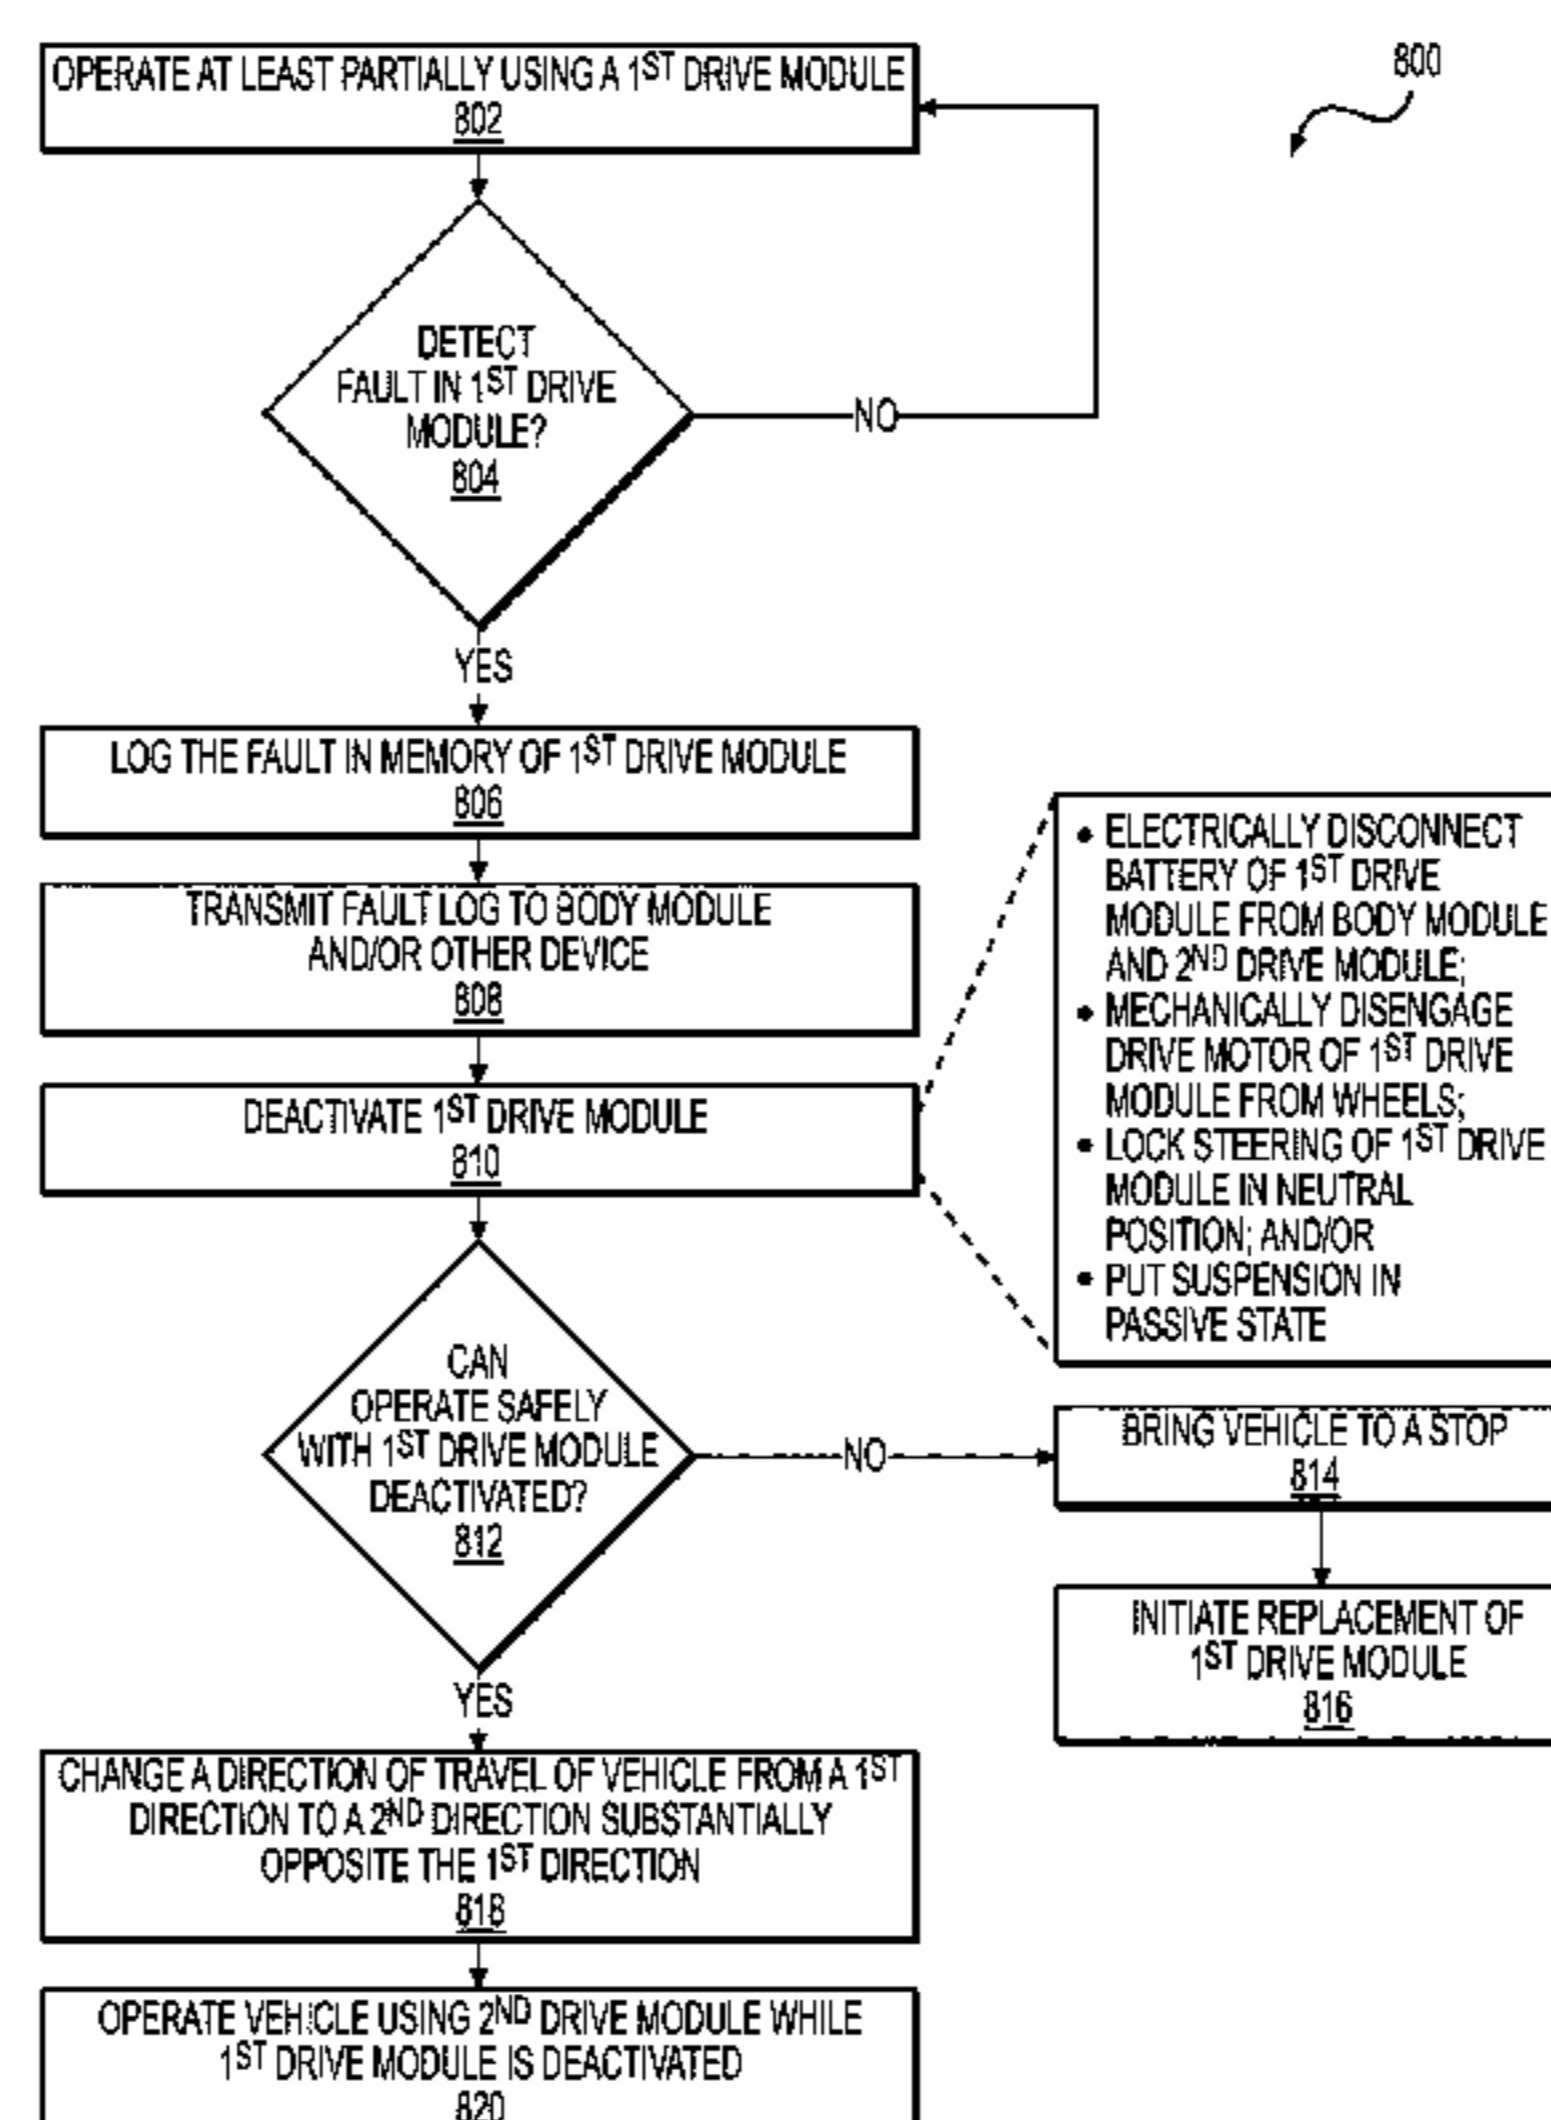 800
OPERATE AT LEAST PARTIALLY USING A 1ST DRIVE MODULE
802
DETECT
FAULT IN 1ST DRIVE
MODULE?
804
NO
YES
LOG THE FAULT IN MEMORY OF 1ST DRIVE MODULE
806
TRANSMIT FAULT LOG TO BODY MODULE
AND/OR OTHER DEVICE
808
DEACTIVATE 1ST DRIVE MODULE
810
• ELECTRICALLY DISCONNECT
BATTERY OF 1ST DRIVE
MODULE FROM BODY MODULE
AND 2ND DRIVE MODULE;
• MECHANICALLY DISENGAGE
DRIVE MOTOR OF 1ST DRIVE
MODULE FROM WHEELS;
• LOCK STEERING OF 1ST DRIVE
MODULE IN NEUTRAL
POSITION; AND/OR
• PUT SUSPENSION IN
PASSIVE STATE
CAN
OPERATE SAFELY
WITH 1ST DRIVE MODULE
DEACTIVATED?
812
NO
BRING VEHICLE TO A STOP
814
INITIATE REPLACEMENT OF
1ST DRIVE MODULE
816
YES
CHANGE A DIRECTION OF TRAVEL OF VEHICLE FROM A 1ST
DIRECTION TO A 2ND DIRECTION SUBSTANTIALLY
OPPOSITE THE 1ST DIRECTION
818
OPERATE VEHICLE USING 2ND DRIVE MODULE WHILE
1ST DRIVE MODULE IS DEACTIVATED
820